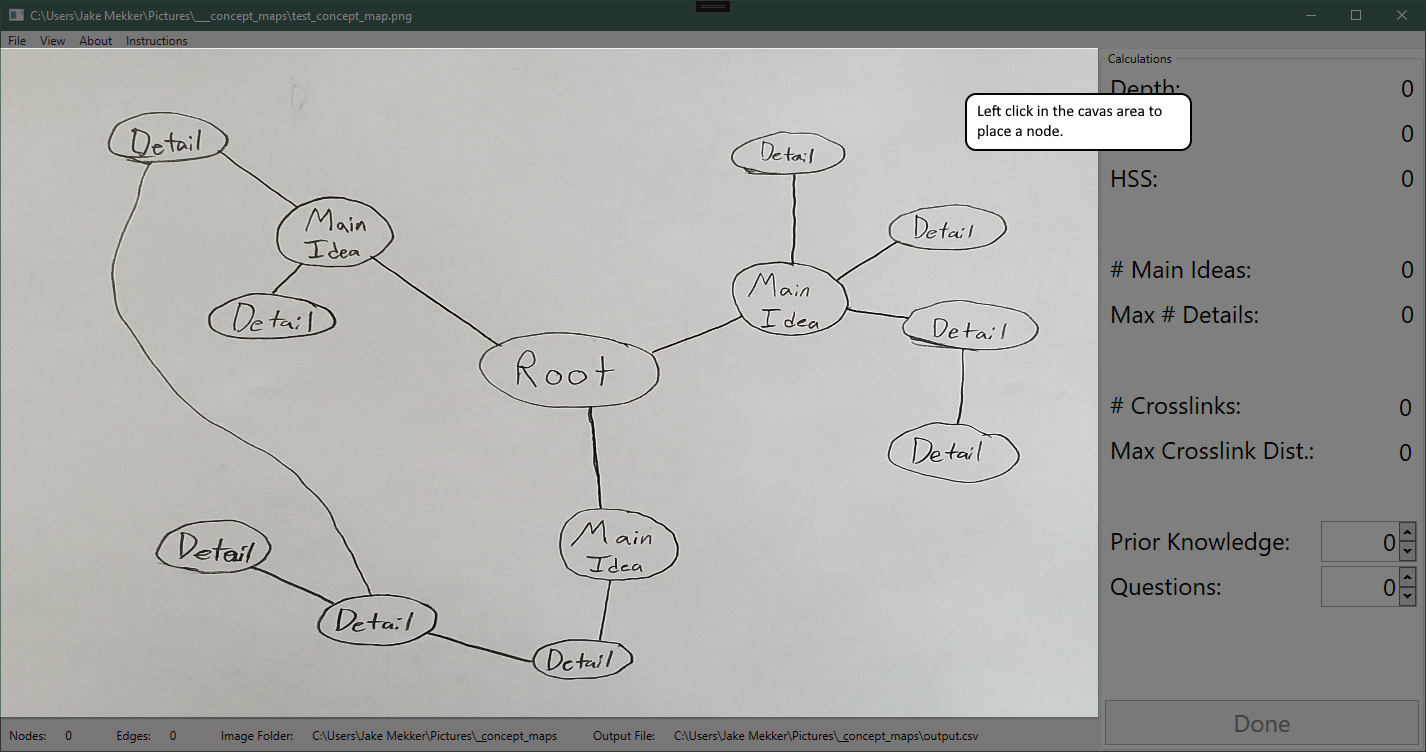 C:\Users\Jake Mekker\Pictures\__concept_maps\test_concept_map.png
File View About Instructions
Calculations
Depth:
0
Left click in the cavas area to
place a node.
0
HSS:
0
# Main Ideas:
0
Max # Details:
0
# Crosslinks:
0
Max Crosslink Dist.:
0
Prior Knowledge:
0
Questions:
0
Done
Detail
Main
Idea
Detail
Detail
Detail
Main
Idea
Detail
Detail
Root
Main
Idea
Detail
Detail
Detail
Nodes: 0 Edges: 0 Image Folder: C:\Users\Jake Mekker\Pictures\_concept_maps Output File: C:\Users\Jake Mekker\Pictures\_concept_maps\output.csv